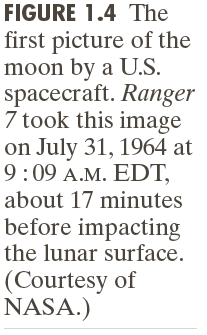 FIGURE 1.4 The
first picture of the
moon by a U.S.
spacecraft. Ranger
7 took this image
on July 31, 1964 at
9 : 09 A.M. EDT,
about 17 minutes
before impacting
the lunar surface.
(Courtesy of
NASA.)